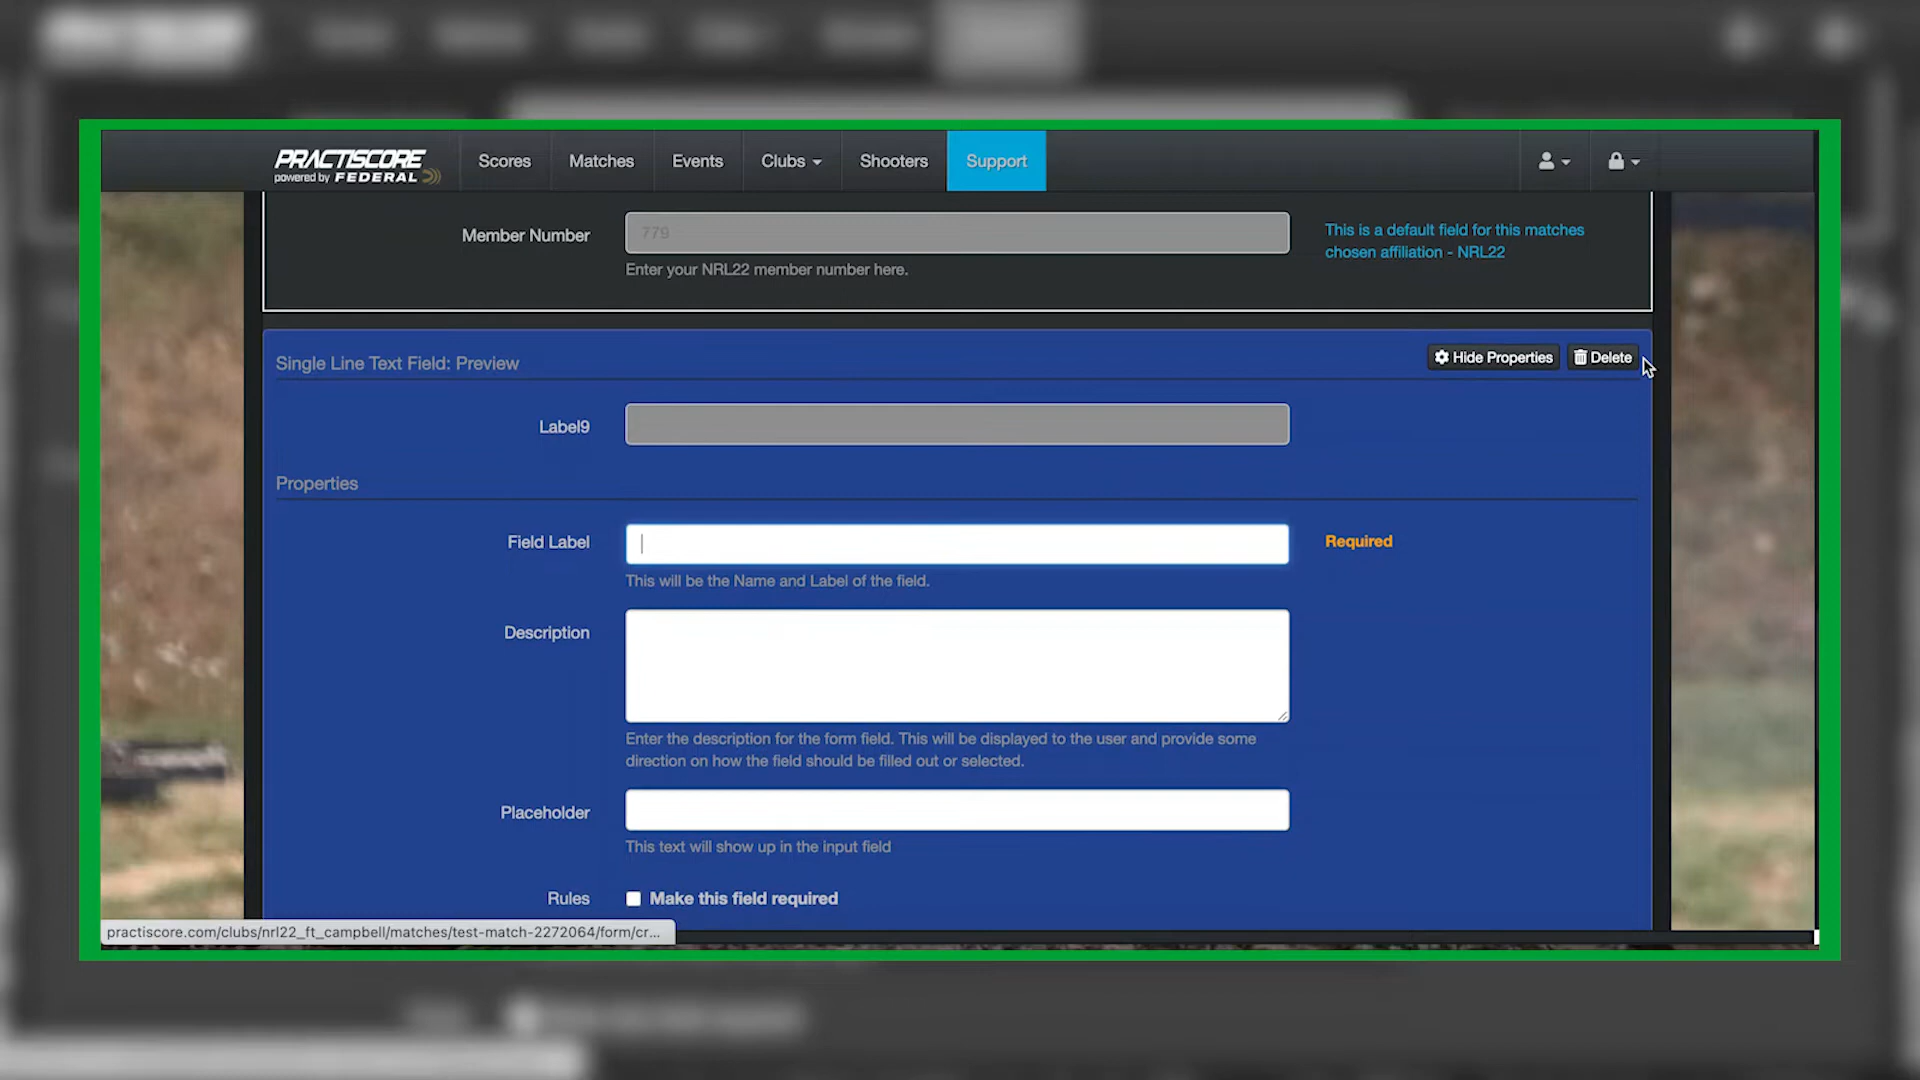 PRACTISCORE
powered by FEDERAL
Scores
Matches
Events
Clubs
Shooters
Support
Member Number
779
This is a default field for this matches
chosen affiliation - NRL22
Enter your NRL22 member number here.
Single Line Text Field: Preview
Hide Properties
Delete
Label9
Properties
Field Label
Required
This will be the Name and Label of the field.
Description
Enter the description for the form field. This will be displayed to the user and provide some
direction on how the field should be filled out or selected.
Placeholder
This text will show up in the input field
Rules
Make this field required
practiscore.com/clubs/nrl22_ft_campbell/matches/test-match-2272064/form/cr...